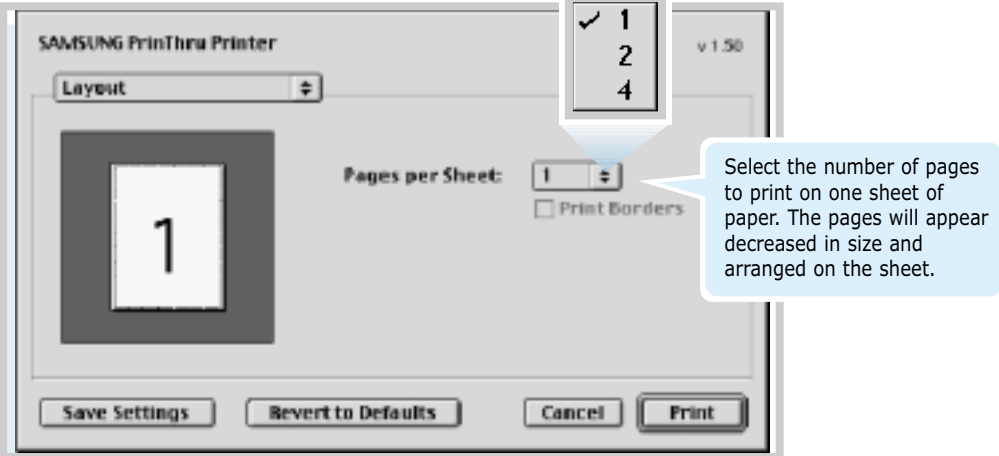 SAMSUNG PrinThru Printer
v 1.50
1
2
4
Layout
1
Pages per Sheet:
1
Print Borders
Select the number of pages
to print on one sheet of
paper. The pages will appear
decreased in size and
arranged on the sheet.
Save Settings
Revert to Defaults
Cancel
Print